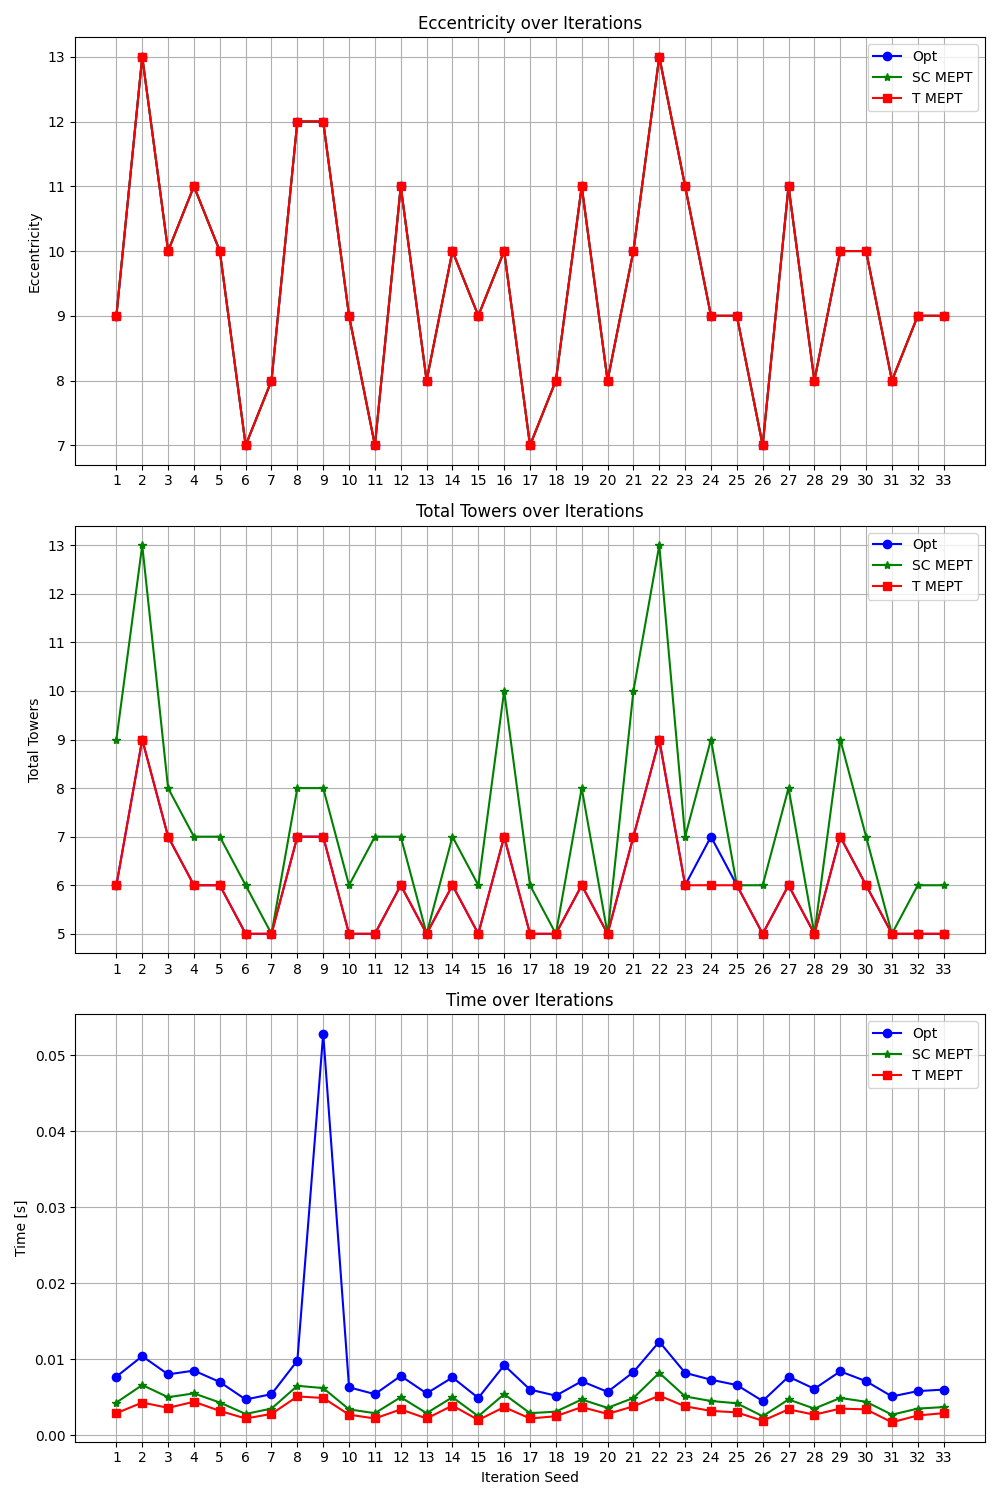 Eccentricity over Iterations
Opt
SC MEPT
T MEPT
13
12
11
10
9
8
7
Eccentricity
1 2 3 4 5 6 7 8 9 10 11 12 13 14 15 16 17 18 19 20 21 22 23 24 25 26 27 28 29 30 31 32 33
Total Towers over Iterations
Opt
SC MEPT
T MEPT
13
12
11
10
9
8
7
6
5
Total Towers
1 2 3 4 5 6 7 8 9 10 11 12 13 14 15 16 17 18 19 20 21 22 23 24 25 26 27 28 29 30 31 32 33
Time over Iterations
Opt
SC MEPT
T MEPT
0.05
0.04
0.03
0.02
0.01
0.00
Time [s]
1 2 3 4 5 6 7 8 9 10 11 12 13 14 15 16 17 18 19 20 21 22 23 24 25 26 27 28 29 30 31 32 33
Iteration Seed